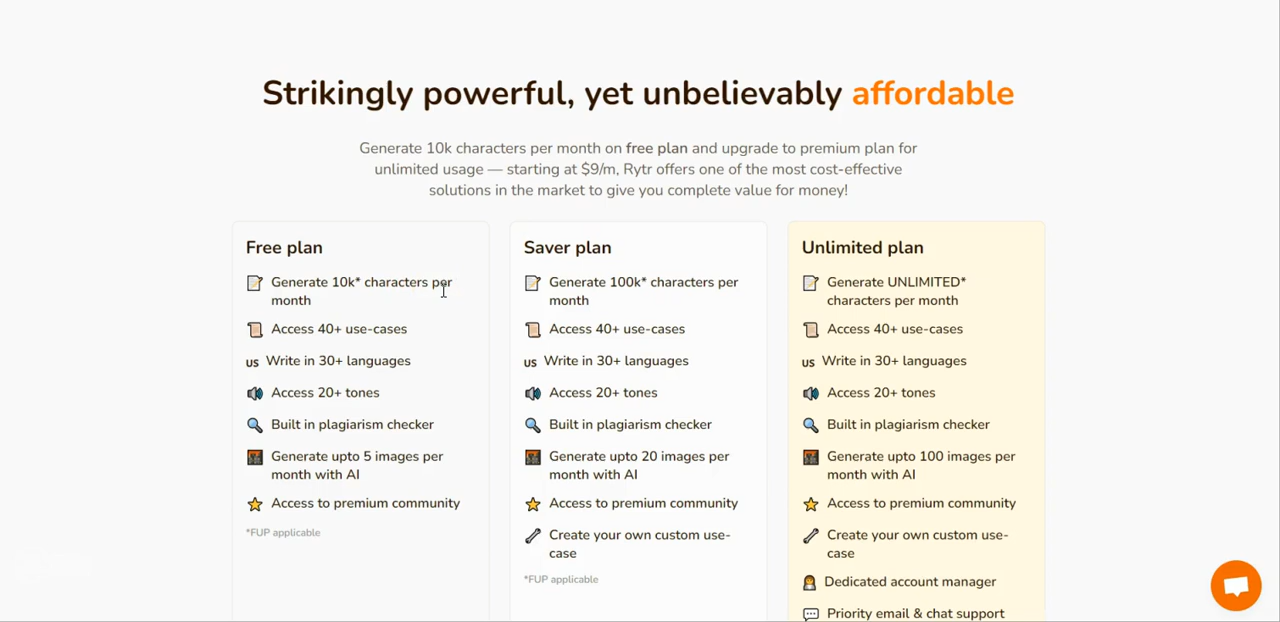 Strikingly powerful, yet unbelievably affordable
Generate 10k characters per month on free plan and upgrade to premium plan for
unlimited usage — starting at $9/m, Rytr offers one of the most cost-effective
solutions in the market to give you complete value for money!
Free plan
Generate 10k* characters per
month
Access 40+ use-cases
US Write in 30+ languages
Access 20+ tones
Built in plagiarism checker
Generate upto 5 images per
month with AI
Access to premium community
*FUP applicable
Saver plan
Generate 100k* characters per
month
Access 40+ use-cases
US Write in 30+ languages
Access 20+ tones
Built in plagiarism checker
Generate upto 20 images per
month with AI
Access to premium community
Create your own custom use-
case
*FUP applicable
Unlimited plan
Generate UNLIMITED*
characters per month
Access 40+ use-cases
US Write in 30+ languages
Access 20+ tones
Built in plagiarism checker
Generate upto 100 images per
month with AI
Access to premium community
Create your own custom use-
case
Dedicated account manager
Priority email & chat support